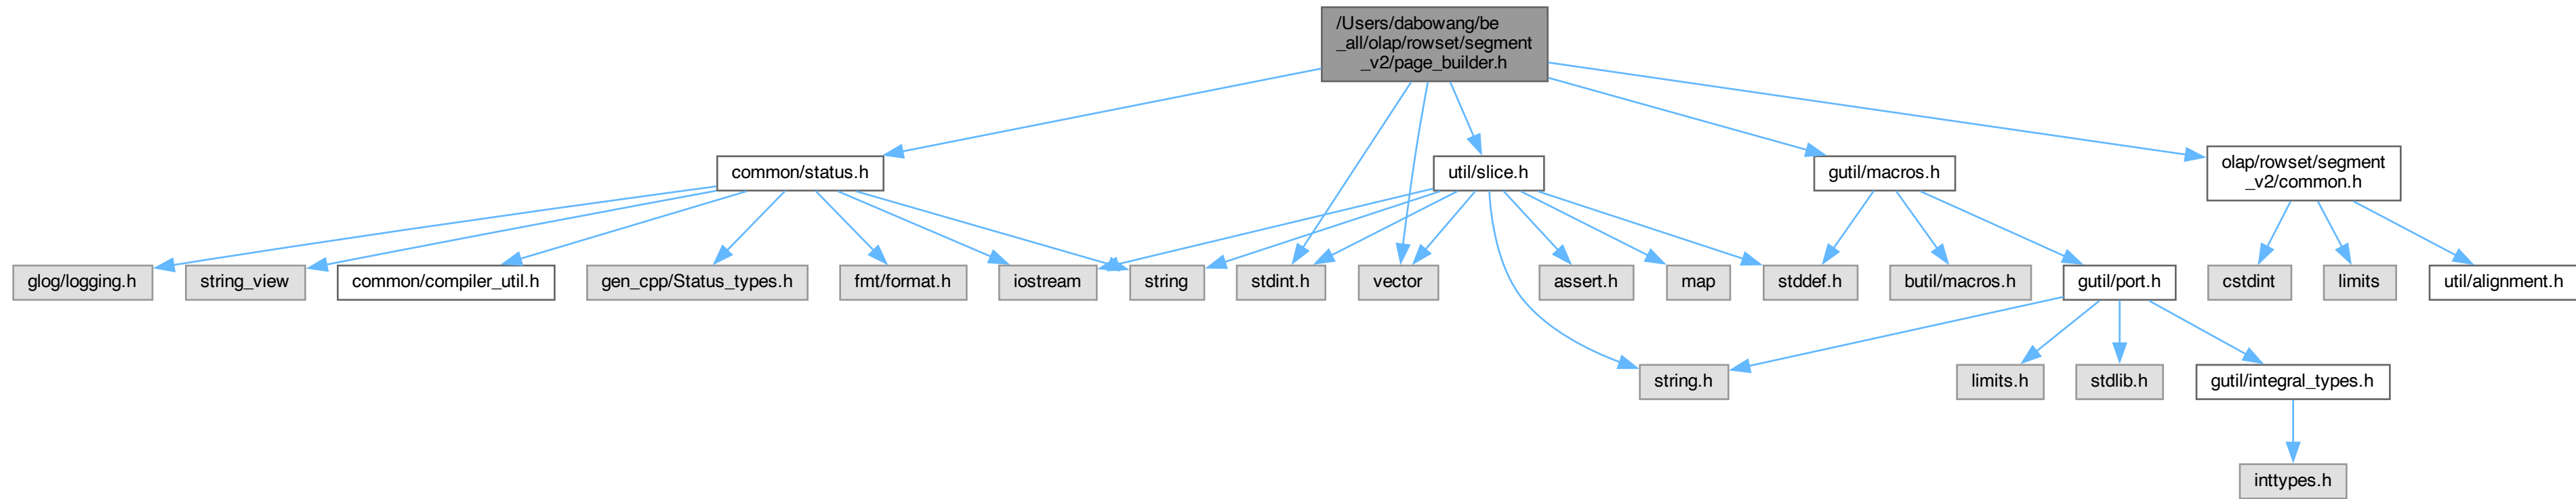 /Users/dabowang/be
_all/olap/rowset/segment
_v2/page_builder.h
common/status.h
util/slice.h
gutil/macros.h
olap/rowset/segment
_v2/common.h
glog/logging.h
string_view
common/compiler_util.h
gen_cpp/Status_types.h
fmt/format.h
iostream
string
stdint.h
vector
assert.h
map
stddef.h
butil/macros.h
gutil/port.h
cstdint
limits
util/alignment.h
string.h
limits.h
stdlib.h
gutil/integral_types.h
inttypes.h